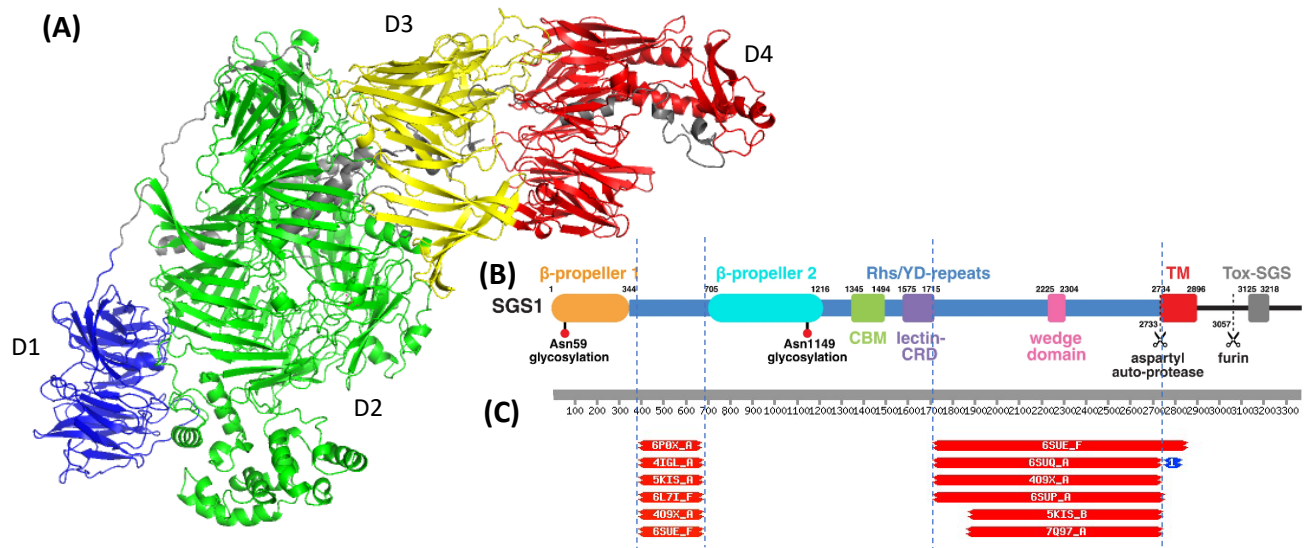 (A)
D3
D4
D1
D2
(B)
β-propeller 1
β-propeller 2
Rhs/YD-repeats
TM
Tox-SGS
1
344
705
1216
1345
1494
1575
1715
2225
2304
2734
2896
3125
3218
SGS1
Asn59
glycosylation
Asn1149
glycosylation
CBM
lectin-
CRD
wedge
domain
2733
aspartyl
auto-protease
3057
furin
(C)
100 200 300 400 500 600 700 800 900 1000 1100 1200 1300 1400 1500 1600 1700 1800 1900 2000 2100 2200 2300 2400 2500 2600 2700 2800 2900 3000 3100 3200 3300
6P0X_A
6SUE_F
4IGL_A
6SUQ_A
1
5KIS_A
4O9X_A
6L7I_F
6SUP_A
4O9X_A
5KIS_B
6SUE_F
7Q97_A